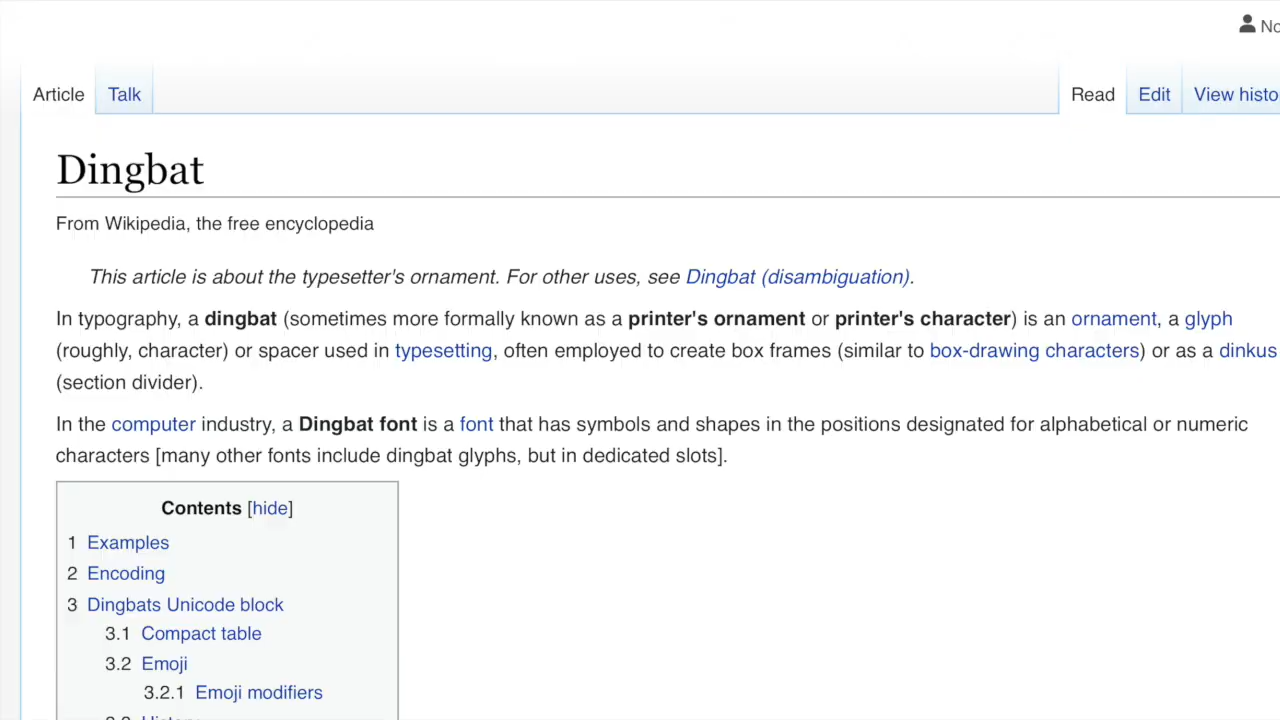 No
Article Talk Read Edit View histo
Dingbat
From Wikipedia, the free encyclopedia
This article is about the typesetter's ornament. For other uses, see Dingbat (disambiguation).
In typography, a dingbat (sometimes more formally known as a printer's ornament or printer's character) is an ornament, a glyph
(roughly, character) or spacer used in typesetting, often employed to create box frames (similar to box-drawing characters) or as a dinkus
(section divider).
In the computer industry, a Dingbat font is a font that has symbols and shapes in the positions designated for alphabetical or numeric
characters [many other fonts include dingbat glyphs, but in dedicated slots].
Contents [hide]
1 Examples
2 Encoding
3 Dingbats Unicode block
3.1 Compact table
3.2 Emoji
3.2.1 Emoji modifiers